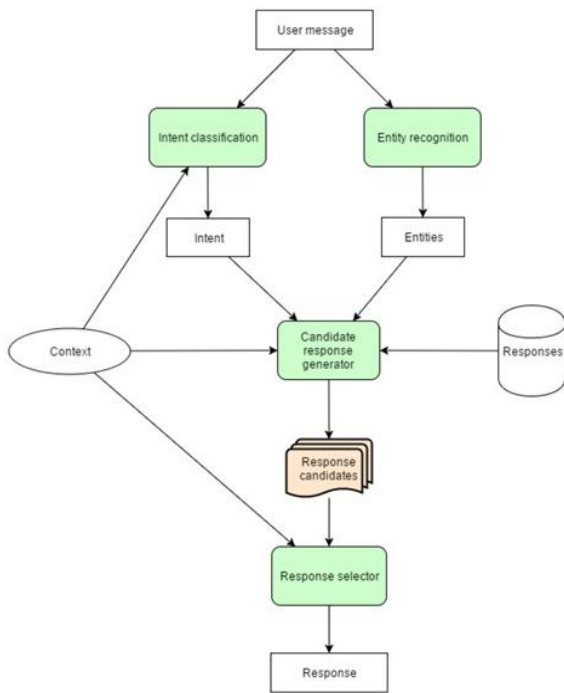 User message
Intent classification
Entity recognition
Intent
Entities
Context
Candidate
response
generator
Responses
Response
candidates
Response selector
Response